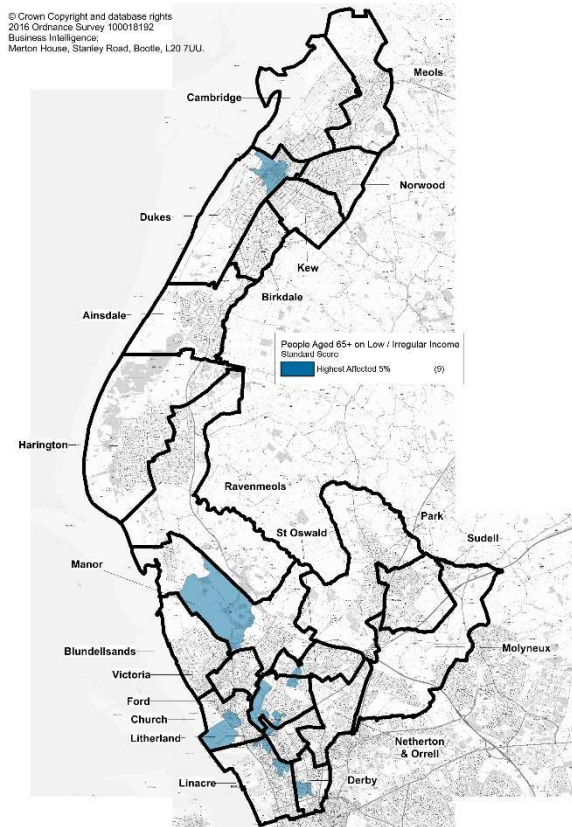 © Crown Copyright and database rights
2016 Ordnance Survey 100018192
Business Intelligence;
Merton House, Stanley Road, Bootle, L20 7UU.
Meols
Cambridge
Norwood
Dukes
Kew
Birkdale
Ainsdale
People Aged 65+ on Low / Irregular Income
Standard Score
Highest Affected 5% (9)
Harington
Ravenmeols
Park
St Oswald
Sudell
Manor
Blundellsands
Molyneux
Victoria
Ford
Church
Litherland
Netherton
& Orrell
Linacre
Derby